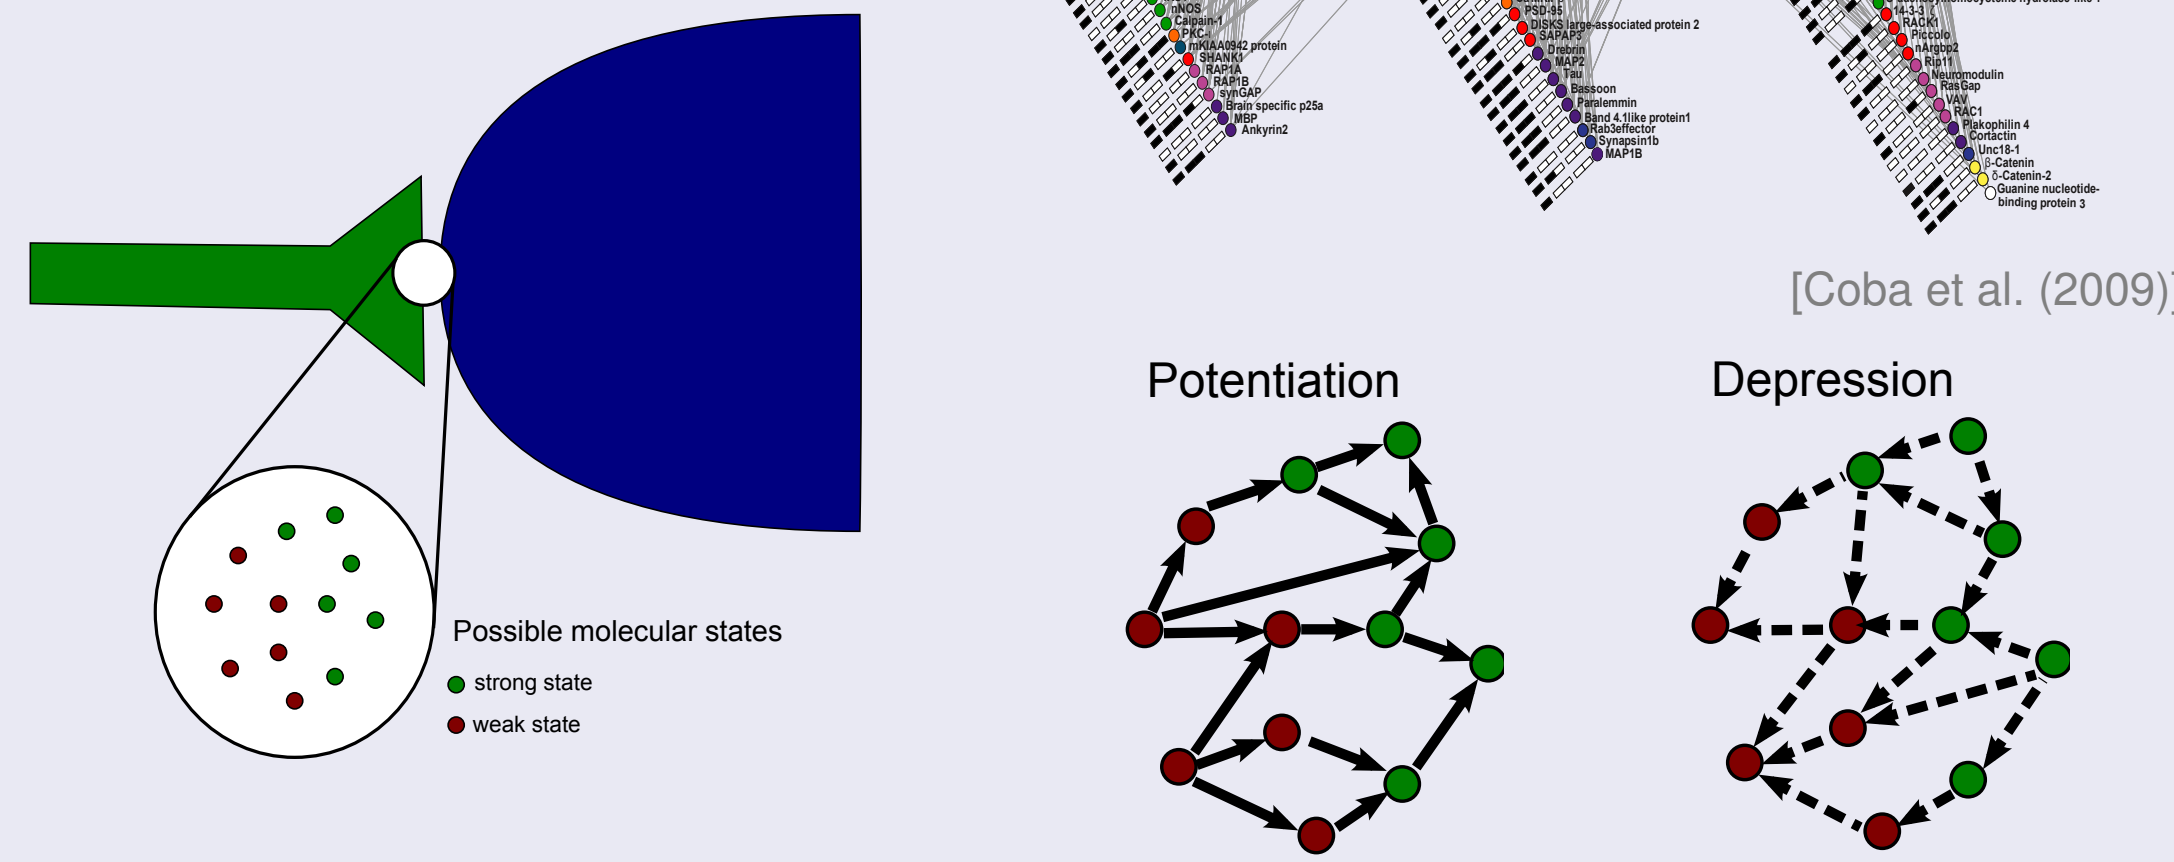 nNOS
Calpain-1
PKC-ι
mKIAA0942 protein
SHANK1
RAP1A
RAP1B
synGAP
Brain specific p25a
MBP
Ankyrin2
PSD-95
DISKS large-associated protein 2
SAPAP3
Drebrin
MAP2
Tau
Bassoon
Paralemmin
Band 4.1like protein1
Rab3effector
Synapsin1b
MAP1B
14-3-3 ζ
RACK1
Piccolo
nArgbp2
Rip11
Neuromodulin
RasGap
VAV
RAC1
Plakophilin 4
Cortactin
Unc18-1
β-Catenin
δ-Catenin-2
Guanine nucleotide-
binding protein 3
[Coba et al. (2009)]
Potentiation
Depression
Possible molecular states
strong state
weak state